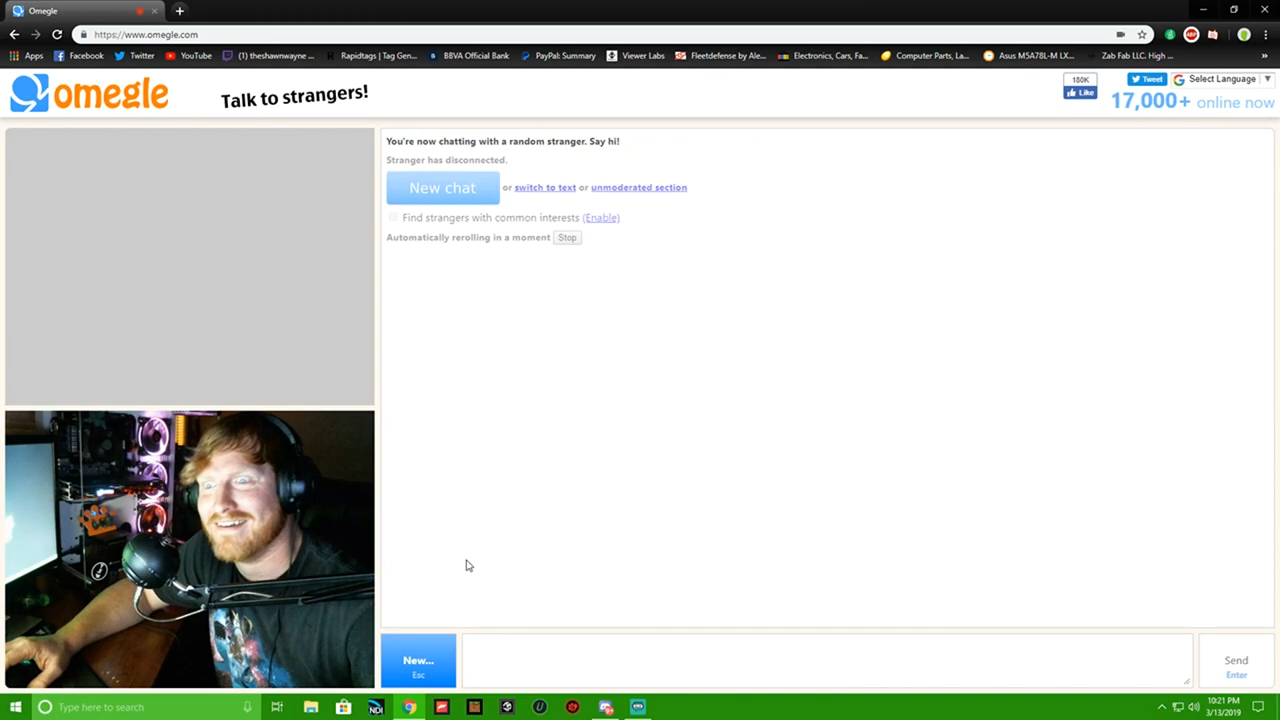 Omegle
https://www.omegle.com
Apps Facebook Twitter YouTube (theshawnwayne ... Rapidtags | Tag Gen... BBVA Official Bank PayPal: Summary Viewer Labs Fleetdefense by Ale... Electronics, Cars, Fa... Computer Parts, La... Asus M5A78L-M LX... Zab Fab LLC. High ... »
omegle Talk to strangers! 180K Like Tweet Select Language
17,000+ online now
You're now chatting with a random stranger. Say hi!
Stranger has disconnected.
New chat or switch to text or unmoderated section
Find strangers with common interests (Enable)
Automatically rerolling in a moment Stop
New... Send
Esc Enter
Type here to search 10:21 PM
3/13/2019